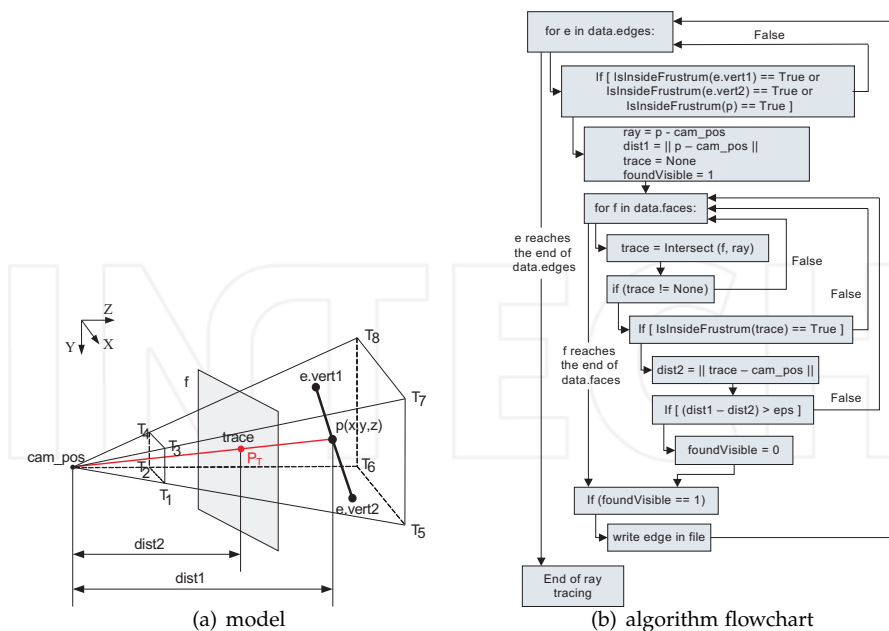 Z
Y
X
T8
f
e.vert1
T7
T4
trace
p(x,y,z)
T3
cam_pos
PT
T2
T6
T1
e.vert2
T5
dist2
dist1
(a) model
for e in data.edges:
False
If [ IsInsideFrustrum(e.vert1) == True or
IsInsideFrustrum(e.vert2) == True or
IsInsideFrustrum(p) == True ]
ray = p - cam_pos
dist1 = || p – cam_pos ||
trace = None
foundVisible = 1
for f in data.faces:
e reaches
the end of
data.edges
trace = Intersect (f, ray)
False
if (trace != None)
False
If [ IsInsideFrustrum(trace) == True ]
f reaches
the end of
data.faces
dist2 = || trace – cam_pos ||
False
If [ (dist1 – dist2) > eps ]
foundVisible = 0
If (foundVisible == 1)
write edge in file
End of ray
tracing
(b) algorithm flowchart
INTECH